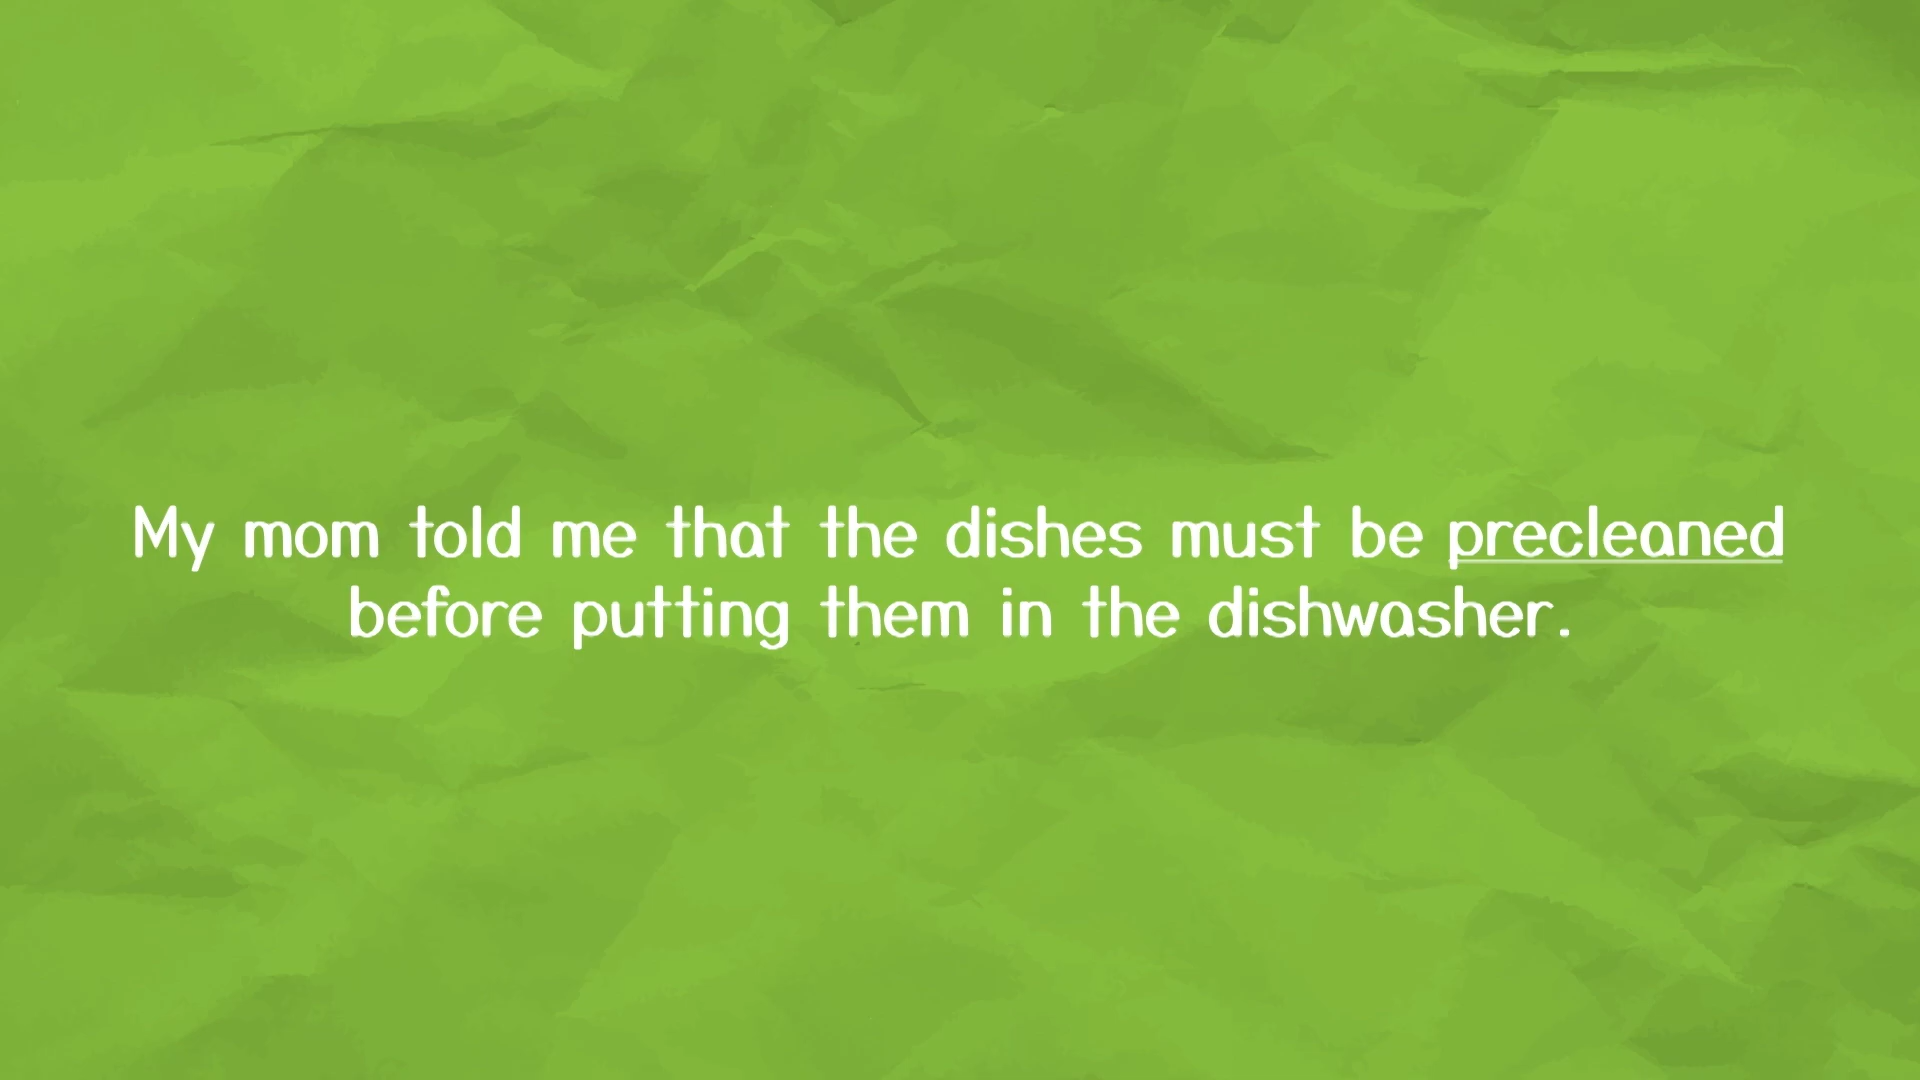 My mom told me that the dishes must be precleaned
before putting them in the dishwasher.